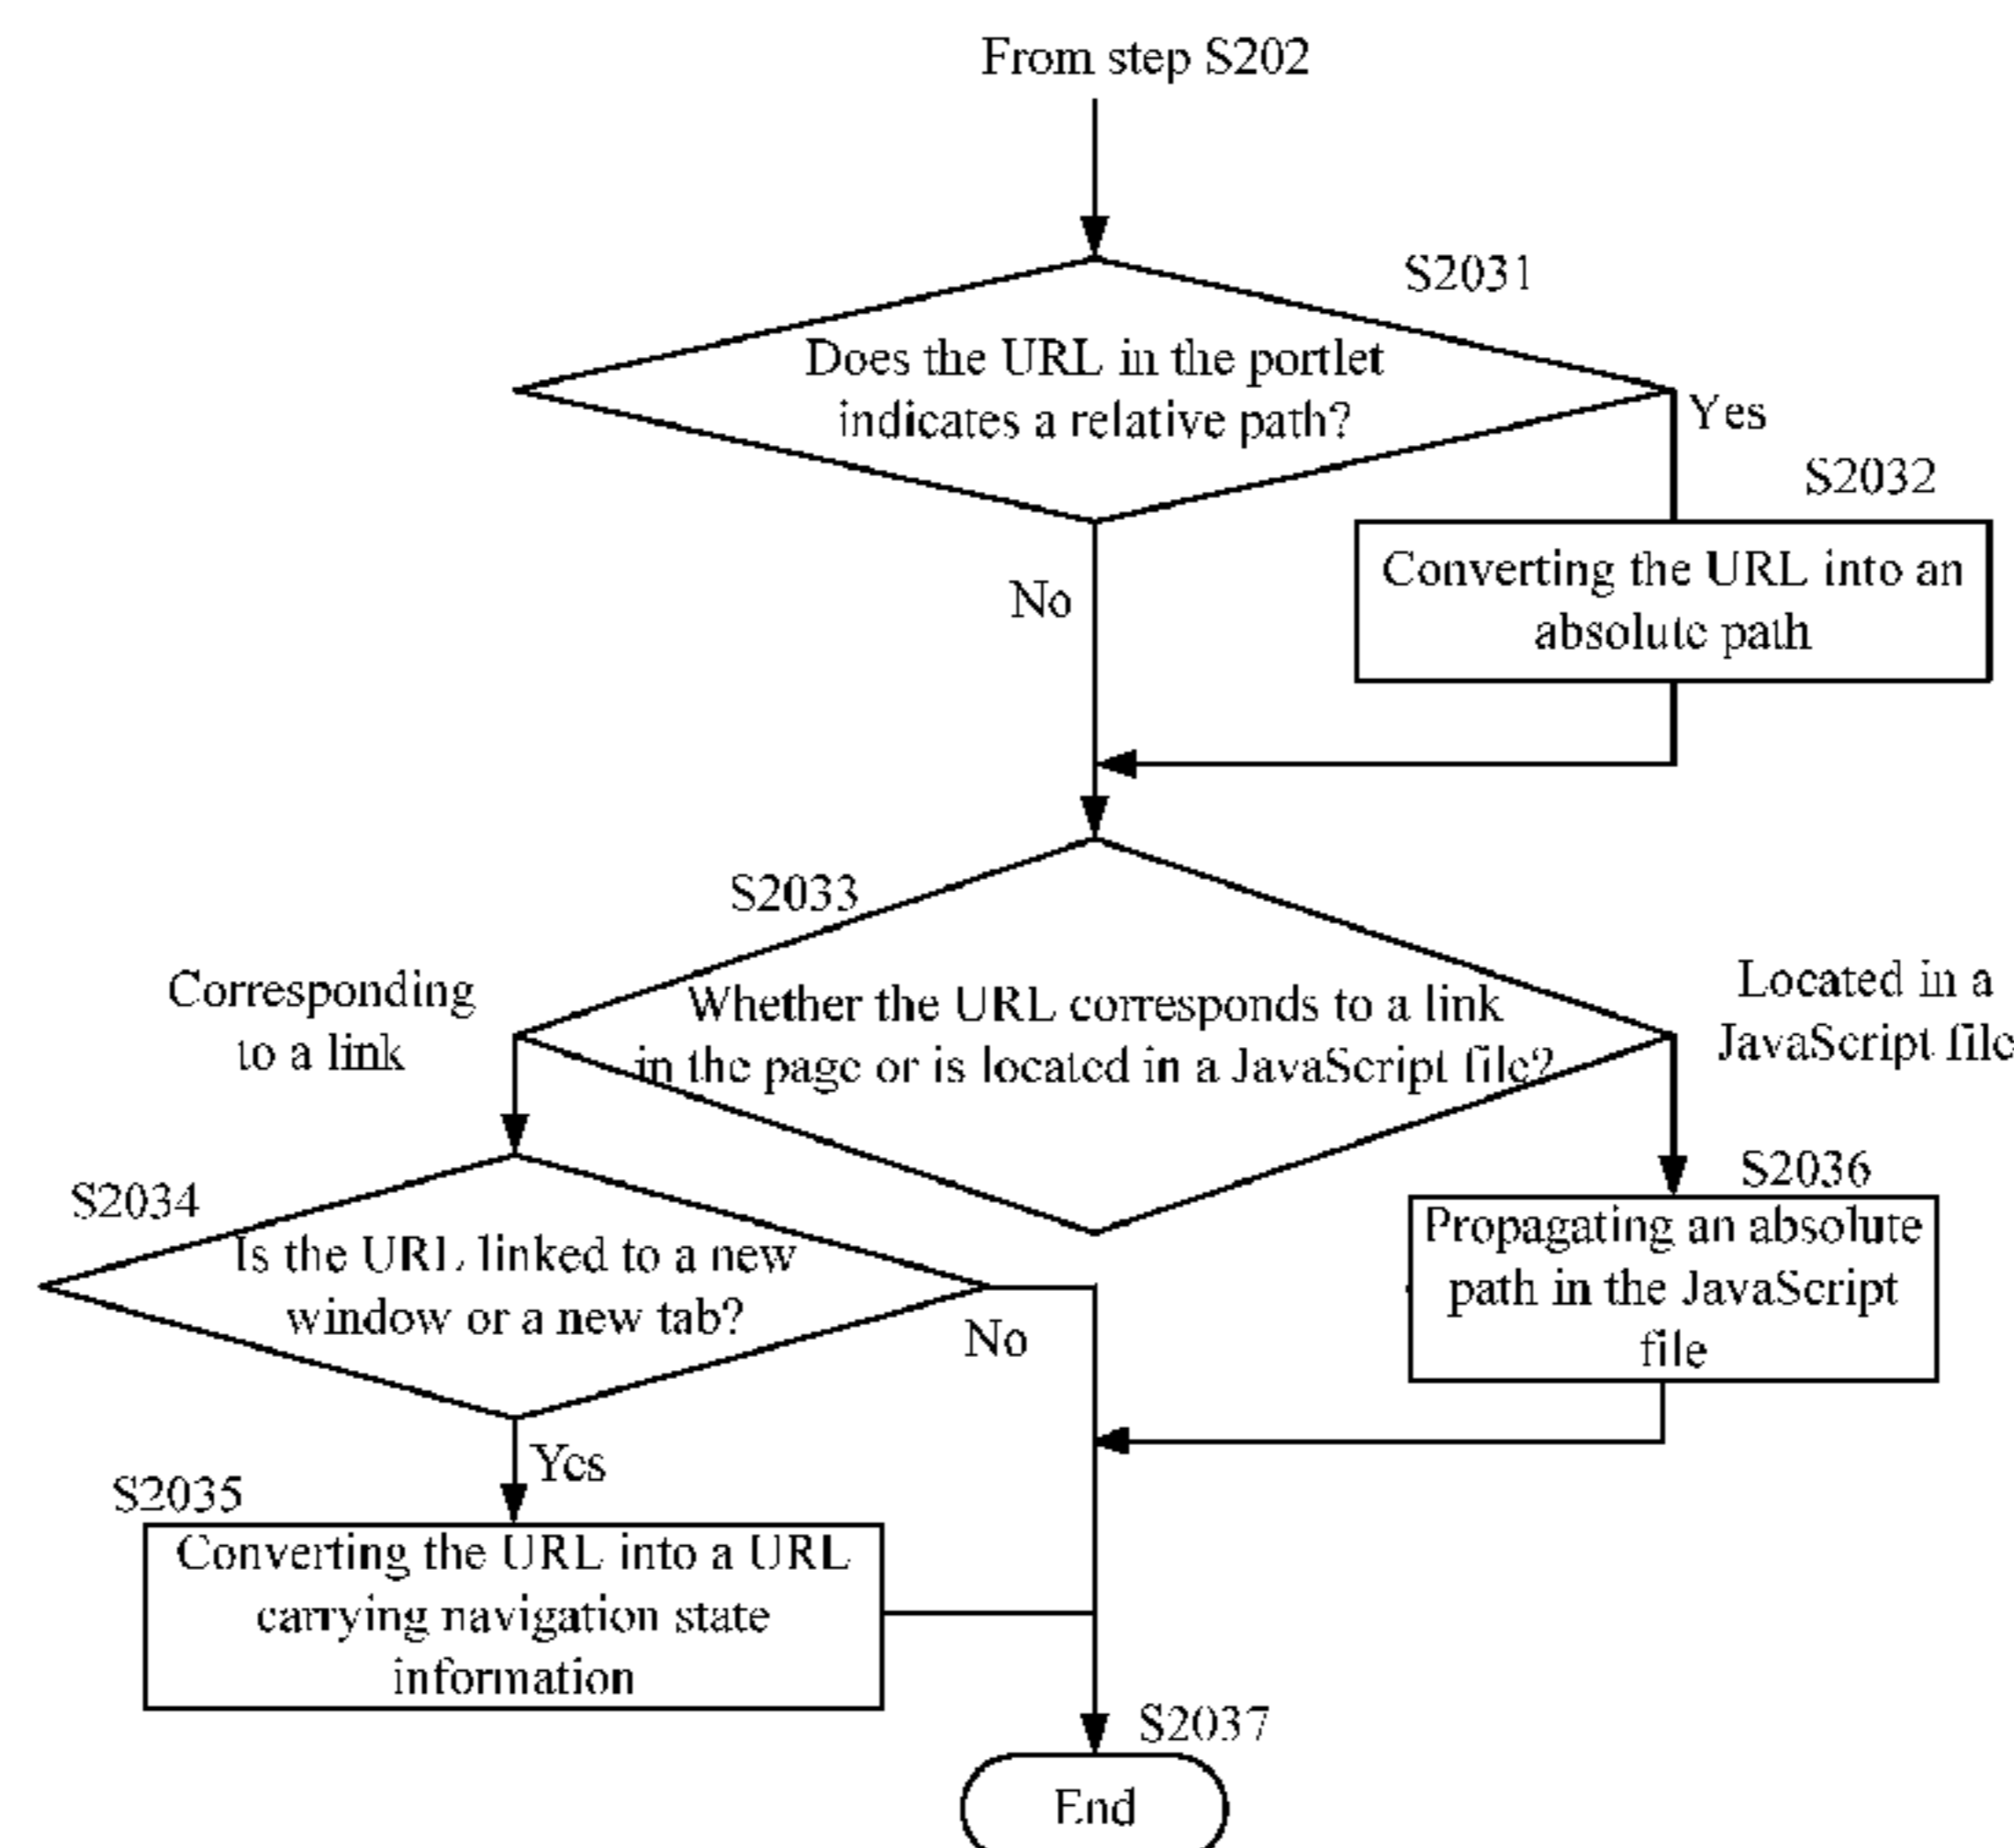 From step S202
S2031
Does the URL in the portlet
indicates a relative path?
Yes
S2032
Converting the URL into an
absolute path
No
S2033
Corresponding
to a link
Whether the URL corresponds to a link
in the page or is located in a JavaScript file?
Located in a
JavaScript file
S2034
Is the URL linked to a new
window or a new tab?
No
S2036
Propagating an absolute
path in the JavaScript
file
Yes
S2035
Converting the URL into a URL
carrying navigation state
information
S2037
End